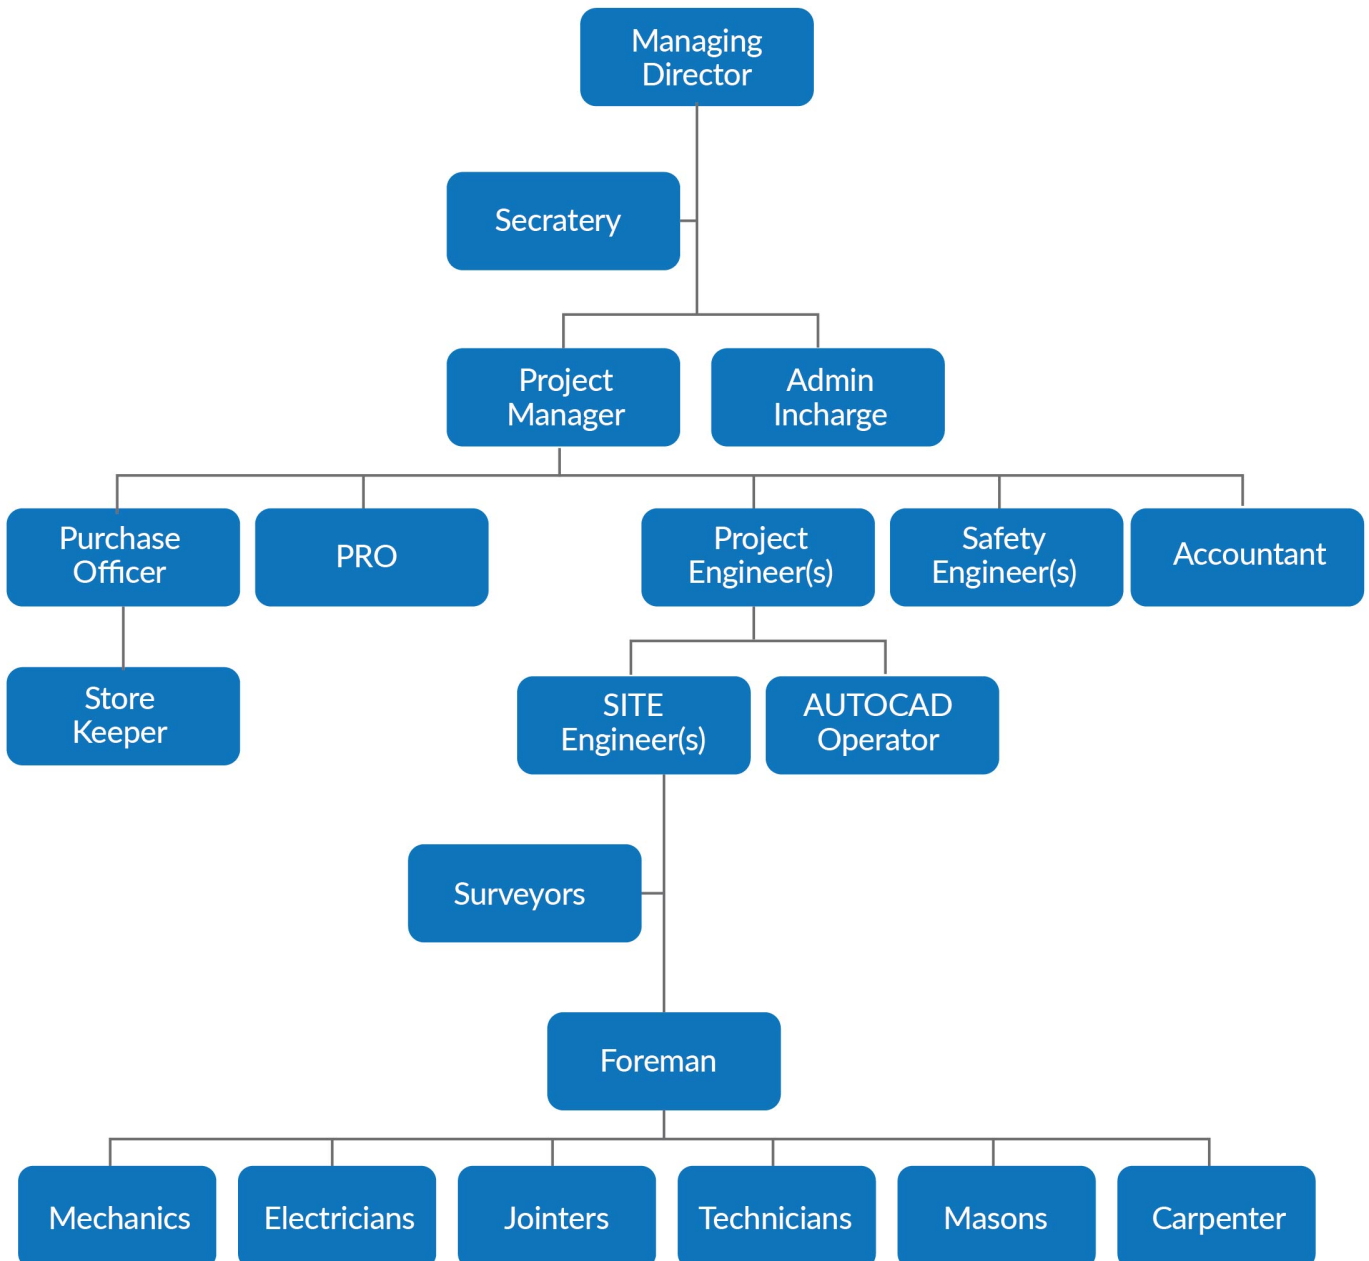 Managing
Director
Secratery
Project
Manager
Admin
Incharge
Purchase
Officer
PRO
Project
Engineer(s)
Safety
Engineer(s)
Accountant
Store
Keeper
SITE
Engineer(s)
AUTOCAD
Operator
Surveyors
Foreman
Mechanics
Electricians
Jointers
Technicians
Masons
Carpenter